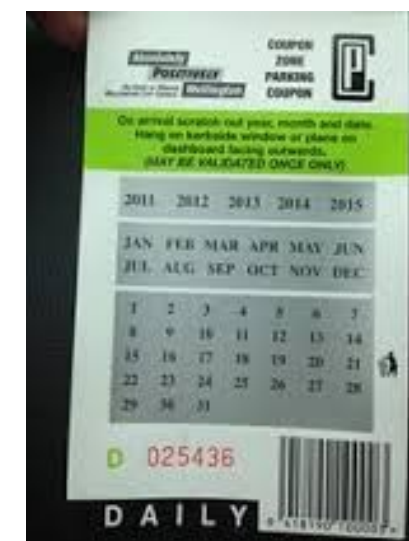 Absolutely
POSITIVELY
Wellington
COUPON
ZONE
PARKING
COUPON
On arrival scratch out year, month and date.
Hang on kerbside window or place on
dashboard facing outwards.
(MAY BE VALIDATED ONCE ONLY)
2011 2012 2013 2014 2015
JAN FEB MAR APR MAY JUN
JUL AUG SEP OCT NOV DEC
1 2 3 4 5 6 7
8 9 10 11 12 13 14
15 16 17 18 19 20 21
22 23 24 25 26 27 28
29 30 31
D 025436
DAILY